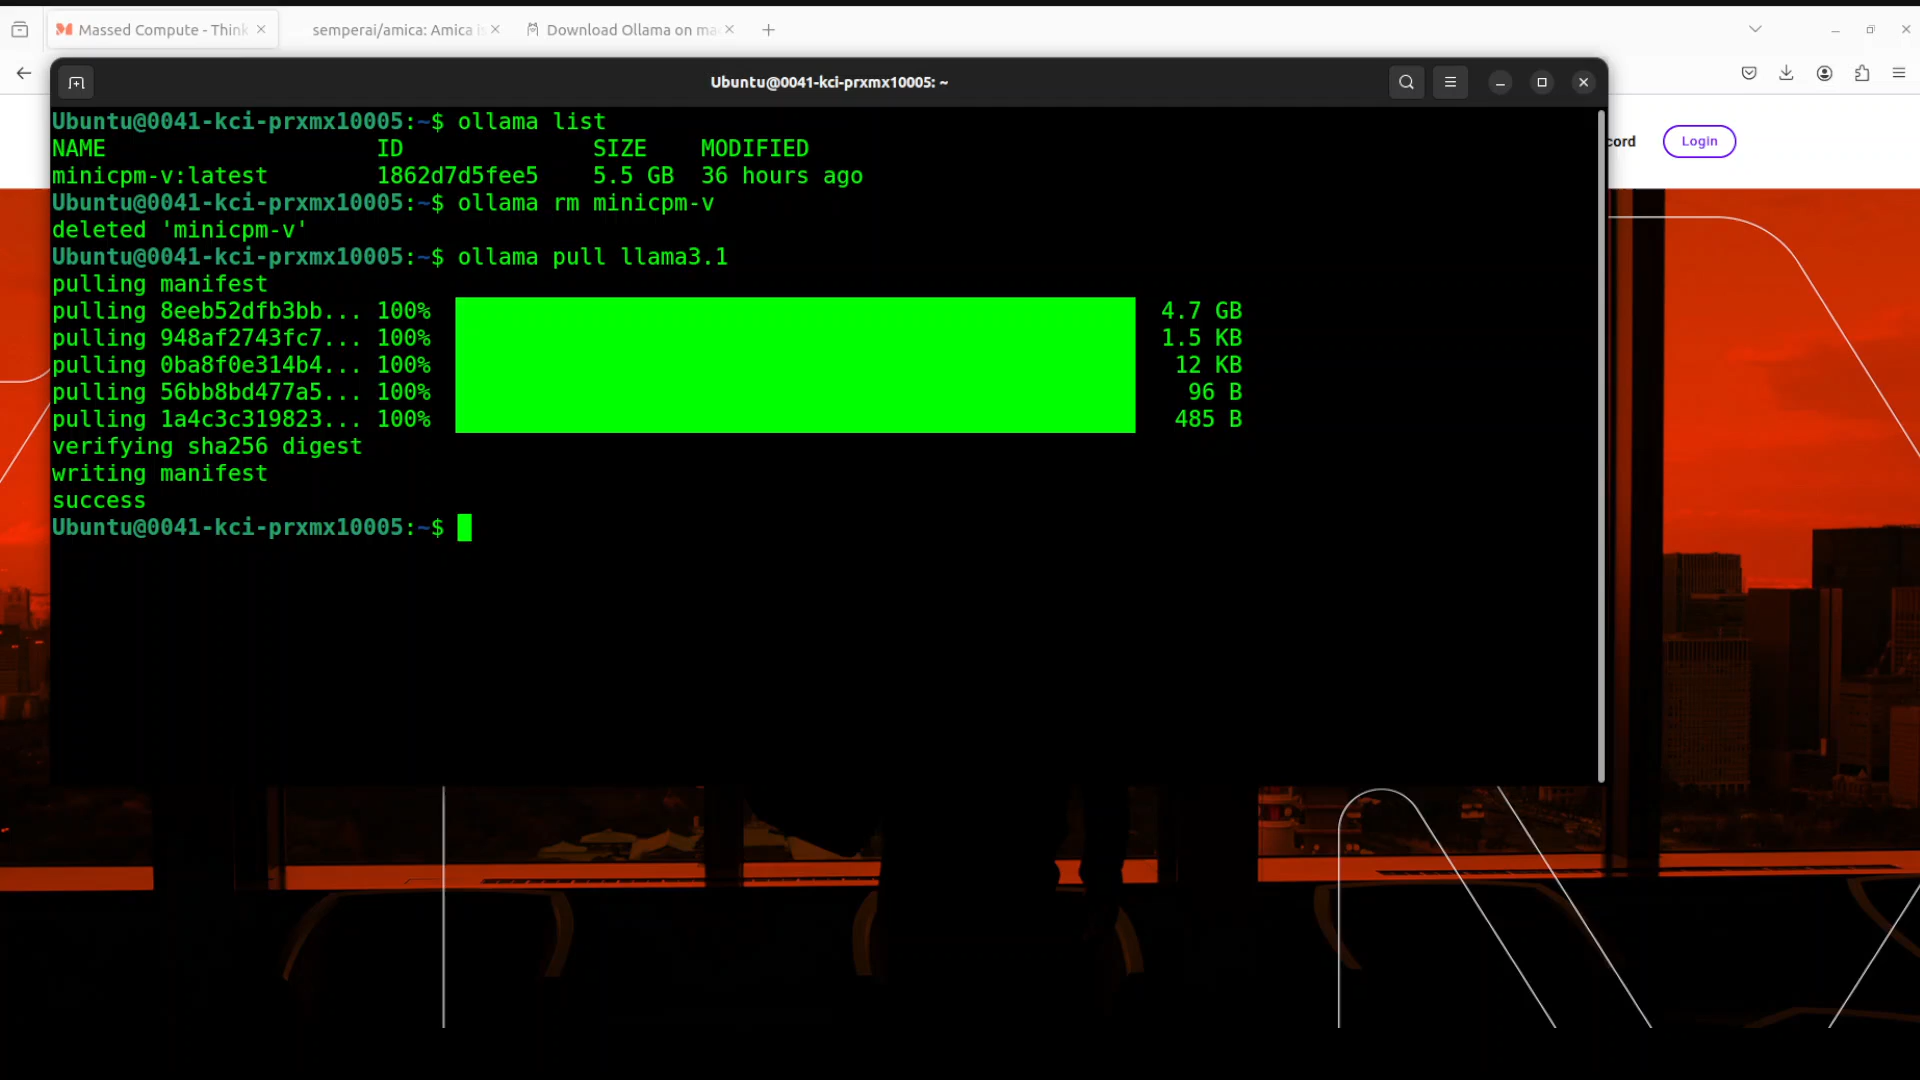 Massed Compute - Think
semperai/amica: Amica is
Download Ollama on ma
Ubuntu@0041-kci-prxmx10005: ~
cord
Login
Ubuntu@0041-kci-prxmx10005:~$ ollama list
NAME ID SIZE MODIFIED
minicpm-v:latest 1862d7d5fee5 5.5 GB 36 hours ago
Ubuntu@0041-kci-prxmx10005:~$ ollama rm minicpm-v
deleted 'minicpm-v'
Ubuntu@0041-kci-prxmx10005:~$ ollama pull llama3.1
pulling manifest
pulling 8eeb52dfb3bb... 100% 4.7 GB
pulling 948af2743fc7... 100% 1.5 KB
pulling 0ba8f0e314b4... 100% 12 KB
pulling 56bb8bd477a5... 100% 96 B
pulling 1a4c3c319823... 100% 485 B
verifying sha256 digest
writing manifest
success
Ubuntu@0041-kci-prxmx10005:~$